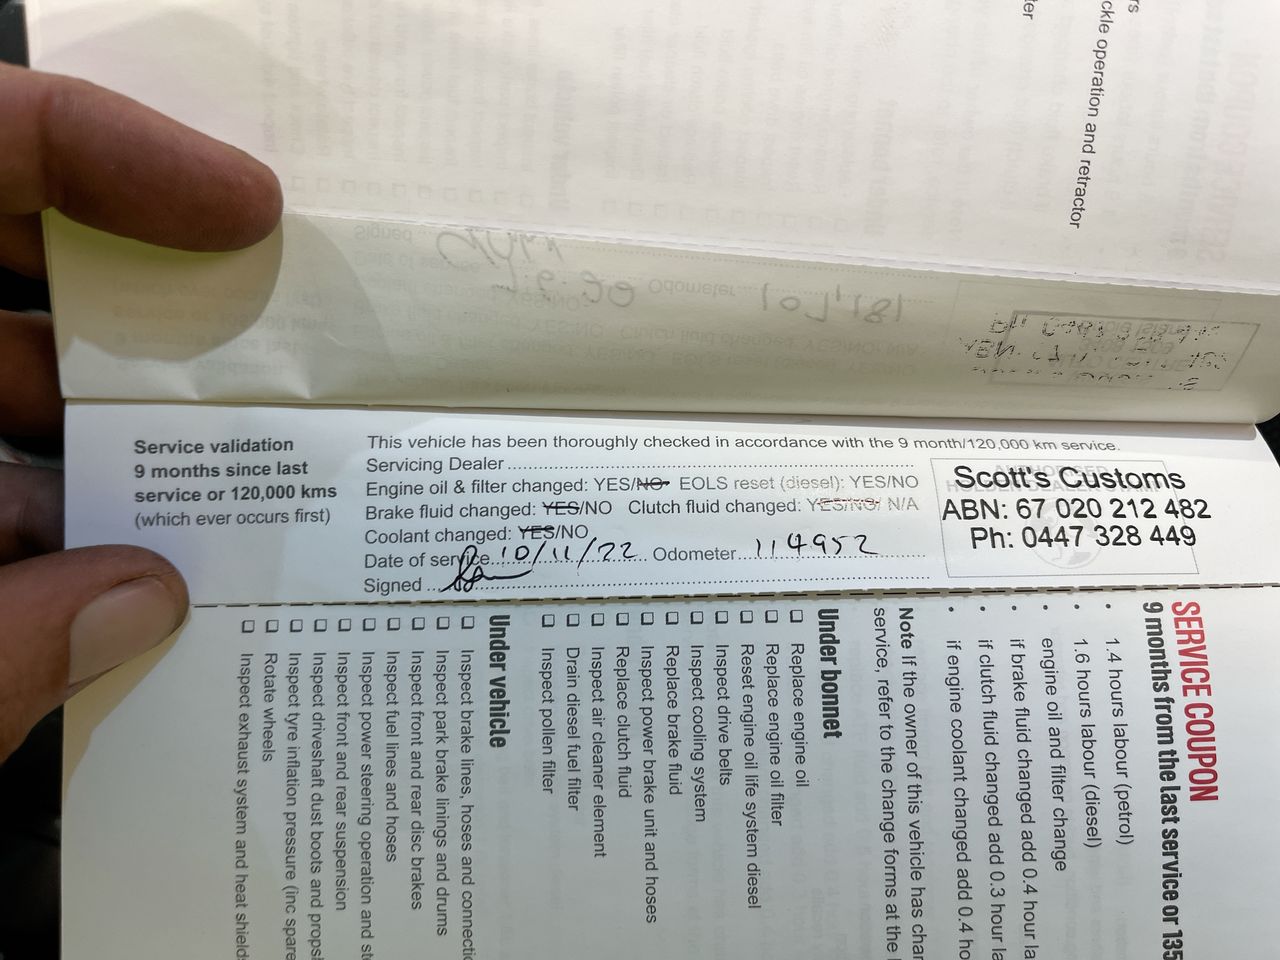 rs
ckle operation and retractor
ler
Service validation
9 months since last
service or 120,000 kms
(which ever occurs first)
This vehicle has been thoroughly checked in accordance with the 9 month/120,000 km service.
Servicing Dealer
Engine oil & filter changed: YES/NO EOLS reset (diesel): YES/NO
Brake fluid changed: YES/NO Clutch fluid changed: YES/NO/ N/A
Coolant changed: YES/NO
Date of service 10/11/22 Odometer 114952
Signed
Scott's Customs
ABN: 67 020 212 482
Ph: 0447 328 449
SERVICE COUPON
9 months from the last service or 135
• 1.4 hours labour (petrol)
• 1.6 hours labour (diesel)
• engine oil and filter change
• if brake fluid changed add 0.4 hour la
• if clutch fluid changed add 0.3 hour la
• if engine coolant changed add 0.4 ho
Note If the owner of this vehicle has char
service, refer to the change forms at the
Under bonnet
❑ Replace engine oil
❑ Replace engine oil filter
❑ Reset engine oil life system diesel
❑ Inspect drive belts
❑ Inspect cooling system
❑ Replace brake fluid
❑ Inspect power brake unit and hoses
❑ Replace clutch fluid
❑ Inspect air cleaner element
❑ Drain diesel fuel filter
❑ Inspect pollen filter
Under vehicle
❑ Inspect brake lines, hoses and connectic
❑ Inspect park brake linings and drums
❑ Inspect front and rear disc brakes
❑ Inspect fuel lines and hoses
❑ Inspect power steering operation and ste
❑ Inspect front and rear suspension
❑ Inspect driveshaft dust boots and propsh
❑ Inspect tyre inflation pressure (inc spare
❑ Rotate wheels
❑ Inspect exhaust system and heat shields